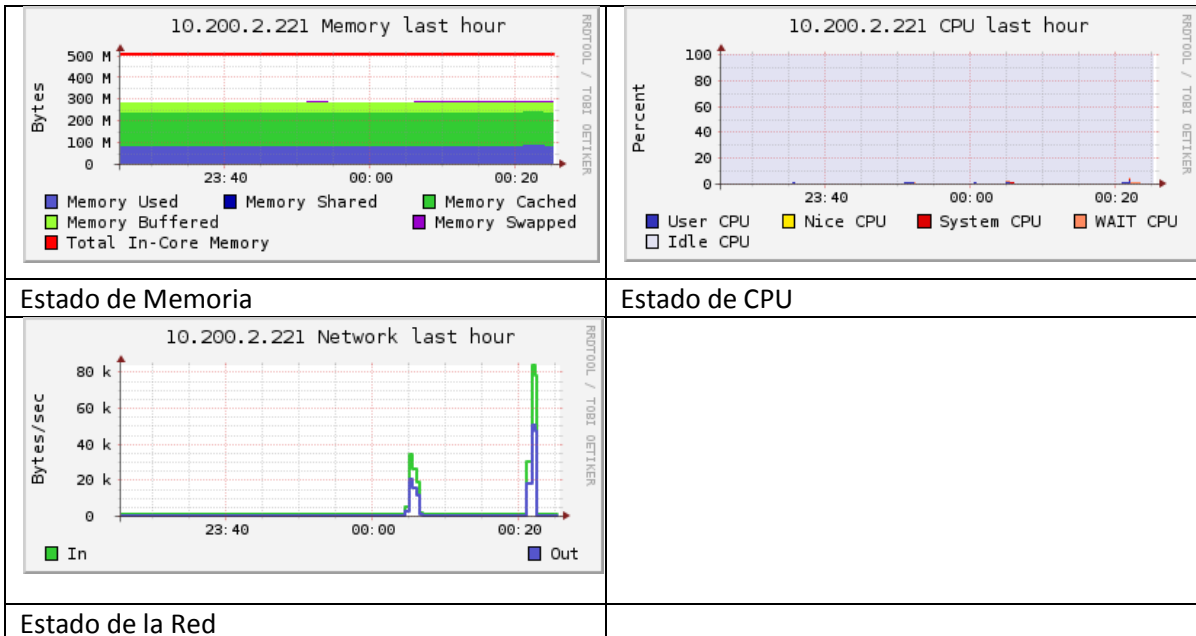 10.200.2.221 Memory last hour
Bytes
500 M
400 M
300 M
200 M
100 M
0
23:40 00:00 00:20
Memory Used Memory Shared Memory Cached
Memory Buffered Memory Swapped
Total In-Core Memory
RRDTOOL / TOBI OETIKER
10.200.2.221 CPU last hour
Percent
100
80
60
40
20
0
23:40 00:00 00:20
User CPU Nice CPU System CPU WAIT CPU
Idle CPU
RRDTOOL / TOBI OETIKER
Estado de Memoria
Estado de CPU
10.200.2.221 Network last hour
Bytes/sec
80 k
60 k
40 k
20 k
0
23:40 00:00 00:20
In Out
RRDTOOL / TOBI OETIKER
Estado de la Red